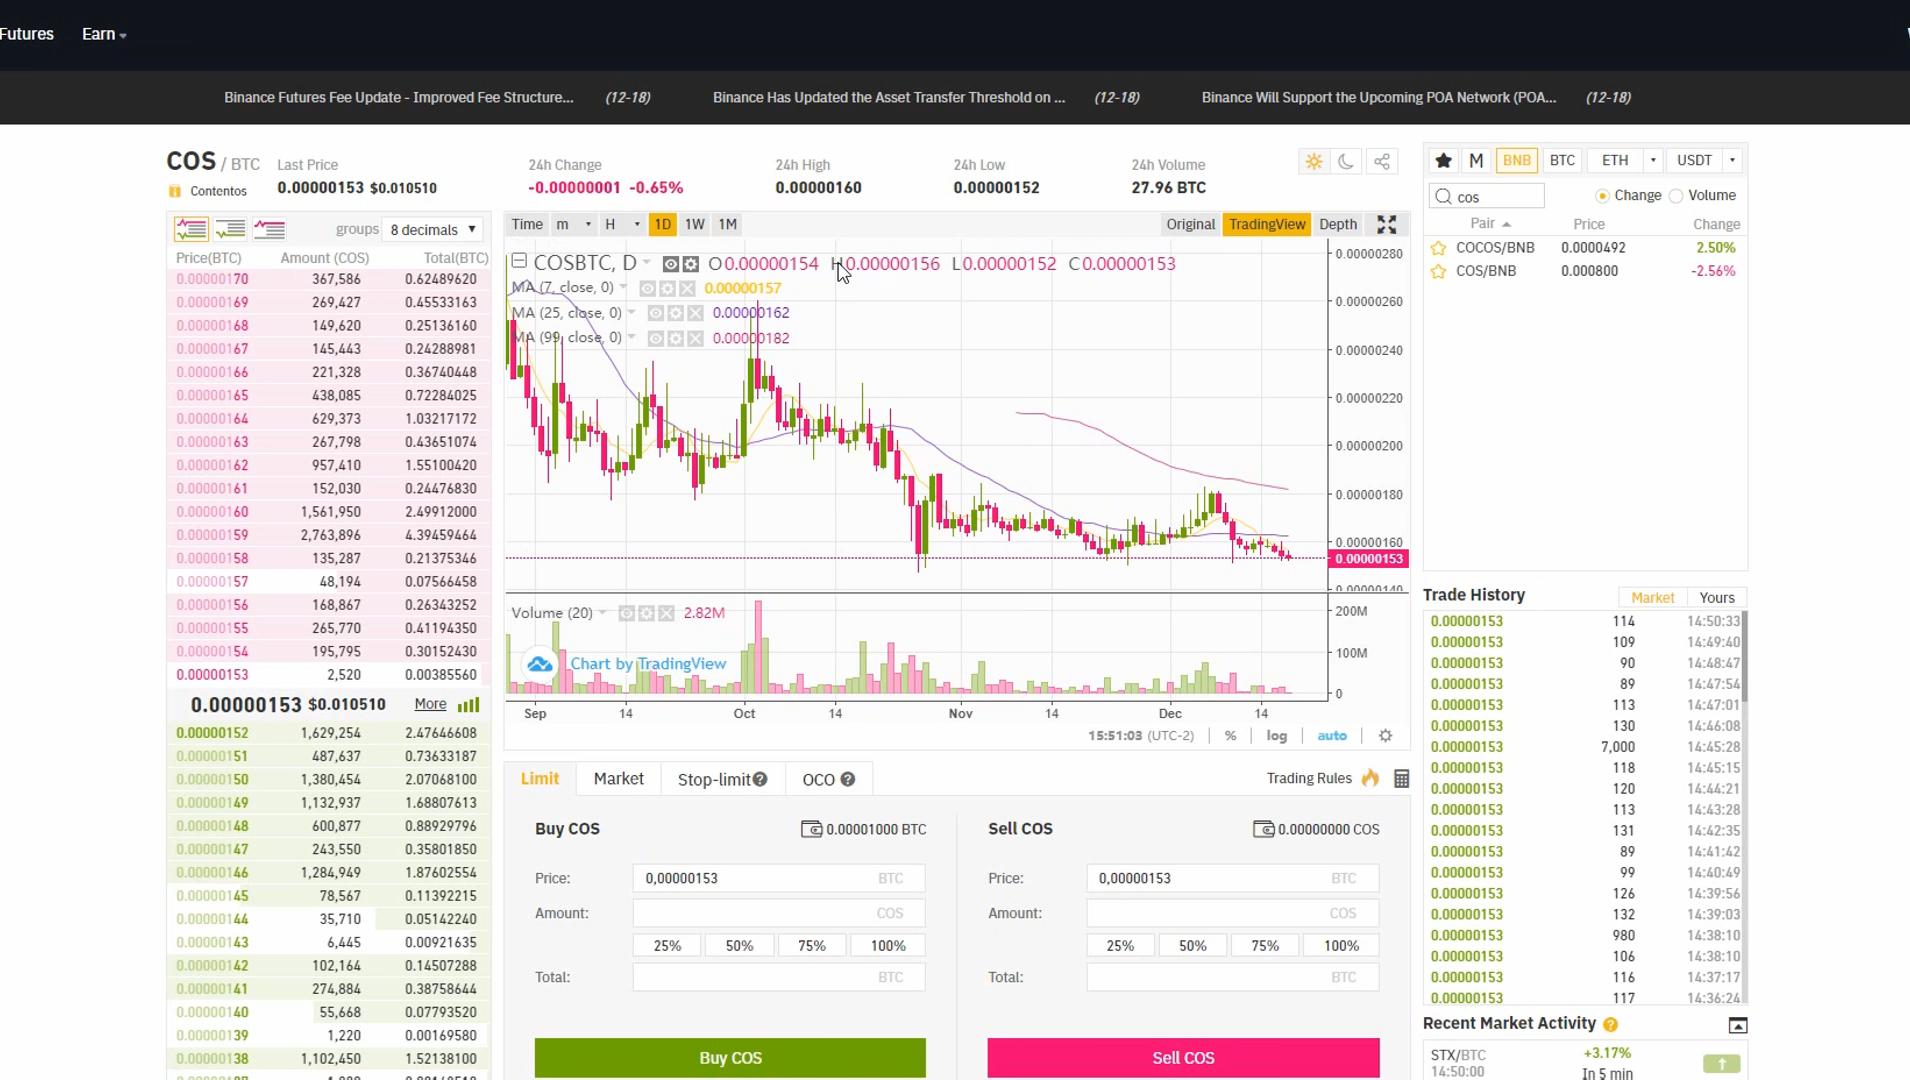 Futures
Earn
Binance Futures Fee Update - Improved Fee Structure... (12-18)
Binance Has Updated the Asset Transfer Threshold on ... (12-18)
Binance Will Support the Upcoming POA Network (POA... (12-18)
COS / BTC
Contentos
Last Price
0.00000153 $0.010510
24h Change
-0.00000001 -0.65%
24h High
0.00000160
24h Low
0.00000152
24h Volume
27.96 BTC
groups 8 decimals
Price(BTC) Amount (COS) Total(BTC)
0.00000170 367,586 0.62489620
0.00000169 269,427 0.45533163
0.00000168 149,620 0.25136160
0.00000167 145,443 0.24288981
0.00000166 221,328 0.36740448
0.00000165 438,085 0.72284025
0.00000164 629,373 1.03217172
0.00000163 267,798 0.43651074
0.00000162 957,410 1.55100420
0.00000161 152,030 0.24476830
0.00000160 1,561,950 2.49912000
0.00000159 2,763,896 4.39459464
0.00000158 135,287 0.21375346
0.00000157 48,194 0.07566458
0.00000156 168,867 0.26343252
0.00000155 265,770 0.41194350
0.00000154 195,795 0.30152430
0.00000153 2,520 0.00385560
0.00000153 $0.010510 More
0.00000152 1,629,254 2.47646608
0.00000151 487,637 0.73633187
0.00000150 1,380,454 2.07068100
0.00000149 1,132,937 1.68807613
0.00000148 600,877 0.88929796
0.00000147 243,550 0.35801850
0.00000146 1,284,949 1.87602554
0.00000145 78,567 0.11392215
0.00000144 35,710 0.05142240
0.00000143 6,445 0.00921635
0.00000142 102,164 0.14507288
0.00000141 274,884 0.38758644
0.00000140 55,668 0.07793520
0.00000139 1,220 0.00169580
0.00000138 1,102,450 1.52138100
Time m H 1D 1W 1M
Original TradingView Depth
COSBTC, D O0.00000154 H0.00000156 L0.00000152 C0.00000153
MA (7, close, 0) 0.00000157
MA (25, close, 0) 0.00000162
MA (99, close, 0) 0.00000182
0.00000280
0.00000260
0.00000240
0.00000220
0.00000200
0.00000180
0.00000160
0.00000153
0.00000140
Volume (20) 2.82M
200M
100M
0
Chart by TradingView
Sep 14 Oct 14 Nov 14 Dec 14
15:51:03 (UTC-2) % log auto
Limit Market Stop-limit OCO
Trading Rules
Buy COS 0.00001000 BTC
Price: 0,00000153 BTC
Amount: COS
25% 50% 75% 100%
Total: BTC
Buy COS
Sell COS 0.00000000 COS
Price: 0,00000153 BTC
Amount: COS
25% 50% 75% 100%
Total: BTC
Sell COS
M BNB BTC ETH USDT
cos Change Volume
Pair Price Change
COCOS/BNB 0.0000492 2.50%
COS/BNB 0.000800 -2.56%
Trade History Market Yours
0.00000153 114 14:50:33
0.00000153 109 14:49:40
0.00000153 90 14:48:47
0.00000153 89 14:47:54
0.00000153 113 14:47:01
0.00000153 130 14:46:08
0.00000153 7,000 14:45:28
0.00000153 118 14:45:15
0.00000153 120 14:44:21
0.00000153 113 14:43:28
0.00000153 131 14:42:35
0.00000153 89 14:41:42
0.00000153 99 14:40:49
0.00000153 126 14:39:56
0.00000153 132 14:39:03
0.00000153 980 14:38:10
0.00000153 106 14:38:10
0.00000153 116 14:37:17
0.00000153 117 14:36:24
Recent Market Activity
STX/BTC +3.17%
14:50:00 In 5 min